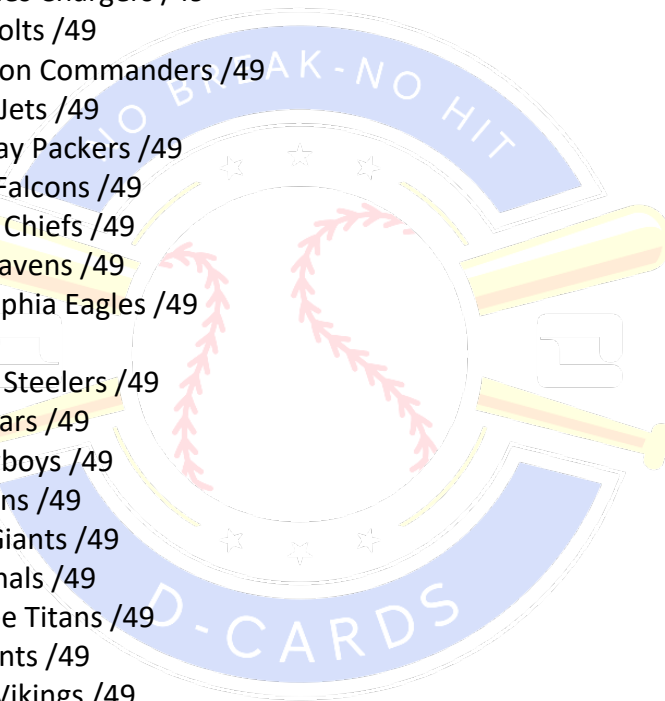 olts /49
on Commanders /49
Jets /49
ay Packers /49
Falcons /49
Chiefs /49
avens /49
phia Eagles /49
Steelers /49
ars /49
boys /49
ns /49
Giants /49
nals /49
e Titans /49
nts /49
Vikings /49
NO BREAK-NO HIT
D-CARDS